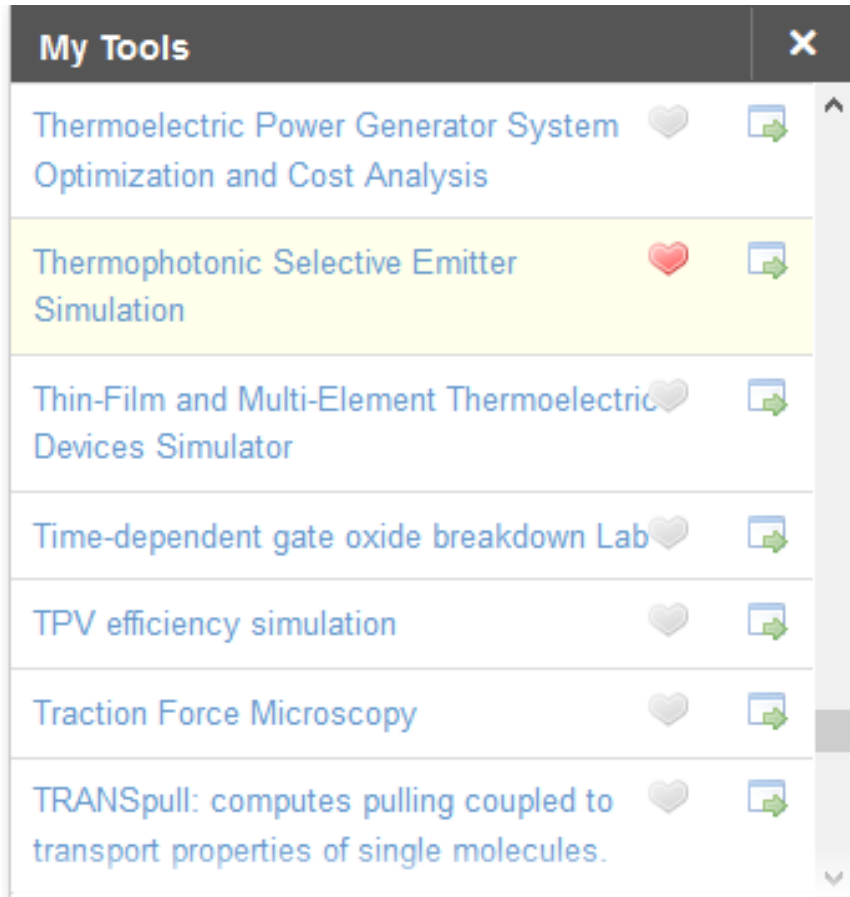 My Tools
Thermoelectric Power Generator System
Optimization and Cost Analysis
Thermophotonic Selective Emitter
Simulation
Thin-Film and Multi-Element Thermoelectric
Devices Simulator
Time-dependent gate oxide breakdown Lab
TPV efficiency simulation
Traction Force Microscopy
TRANSpull: computes pulling coupled to
transport properties of single molecules.